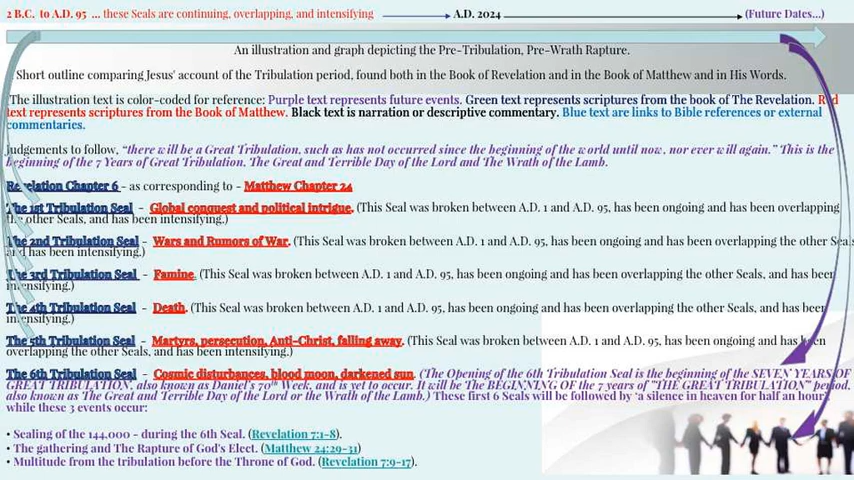 2 B.C. to A.D. 95 ... these Seals are continuing, overlapping, and intensifying A.D. 2024 (Future Dates...)
An illustration and graph depicting the Pre-Tribulation, Pre-Wrath Rapture.
Short outline comparing Jesus' account of the Tribulation period, found both in the Book of Revelation and in the Book of Matthew and in His Words.
The illustration text is color-coded for reference: Purple text represents future events. Green text represents scriptures from the book of The Revelation. Red
text represents scriptures from the Book of Matthew. Black text is narration or descriptive commentary. Blue text are links to Bible references or external
commentaries.
Judgements to follow, "there will be a Great Tribulation, such as has not occurred since the beginning of the world until now, nor ever will again." This is the
beginning of the 7 Years of Great Tribulation, The Great and Terrible Day of the Lord and The Wrath of the Lamb.
Revelation Chapter 6 - as corresponding to - Matthew Chapter 24
The 1st Tribulation Seal - Global conquest and political intrigue. (This Seal was broken between A.D. 1 and A.D. 95, has been ongoing and has been overlapping
the other Seals, and has been intensifying.)
The 2nd Tribulation Seal - Wars and Rumors of War. (This Seal was broken between A.D. 1 and A.D. 95, has been ongoing and has been overlapping the other Seals
and has been intensifying.)
The 3rd Tribulation Seal - Famine. (This Seal was broken between A.D. 1 and A.D. 95, has been ongoing and has been overlapping the other Seals, and has been
intensifying.)
The 4th Tribulation Seal - Death. (This Seal was broken between A.D. 1 and A.D. 95, has been ongoing and has been overlapping the other Seals, and has been
intensifying.)
The 5th Tribulation Seal - Martyrs, persecution, Anti-Christ, falling away. (This Seal was broken between A.D. 1 and A.D. 95, has been ongoing and has been
overlapping the other Seals, and has been intensifying.)
The 6th Tribulation Seal - Cosmic disturbances, blood moon, darkened sun. (The Opening of the 6th Tribulation Seal is the beginning of the SEVEN YEARS OF
GREAT TRIBULATION, also known as Daniel's 70th Week, and is yet to occur. It will be The BEGINNING OF the 7 years of "THE GREAT TRIBULATION" period,
also known as The Great and Terrible Day of the Lord or the Wrath of the Lamb.) These first 6 Seals will be followed by 'a silence in heaven for half an hour',
while these 3 events occur:
• Sealing of the 144,000 - during the 6th Seal. (Revelation 7:1-8).
• The gathering and The Rapture of God's Elect. (Matthew 24:29-31)
• Multitude from the tribulation before the Throne of God. (Revelation 7:9-17).